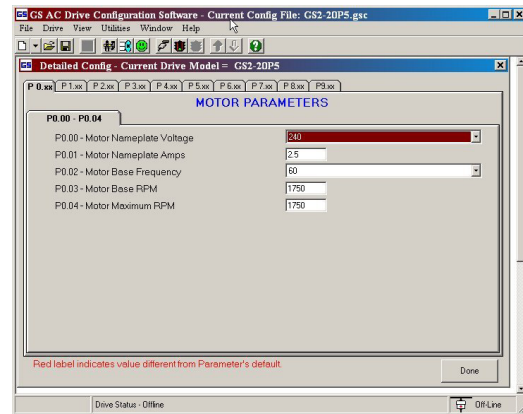 GS AC Drive Configuration Software - Current Config File: GS2-20P5.gsc
File Drive View Utilities Window Help
GS Detailed Config - Current Drive Model = GS2-20P5
P 0.xx P 1.xx P 2.xx P 3.xx P 4.xx P 5.xx P 6.xx P 7.xx P 8.xx P9.xx
MOTOR PARAMETERS
P0.00 - P0.04
P0.00 - Motor Nameplate Voltage 240
P0.01 - Motor Nameplate Amps 2.5
P0.02 - Motor Base Frequency 60
P0.03 - Motor Base RPM 1750
P0.04 - Motor Maximum RPM 1750
Red label indicates value different from Parameter's default.
Done
Drive Status - Offline Off-Line